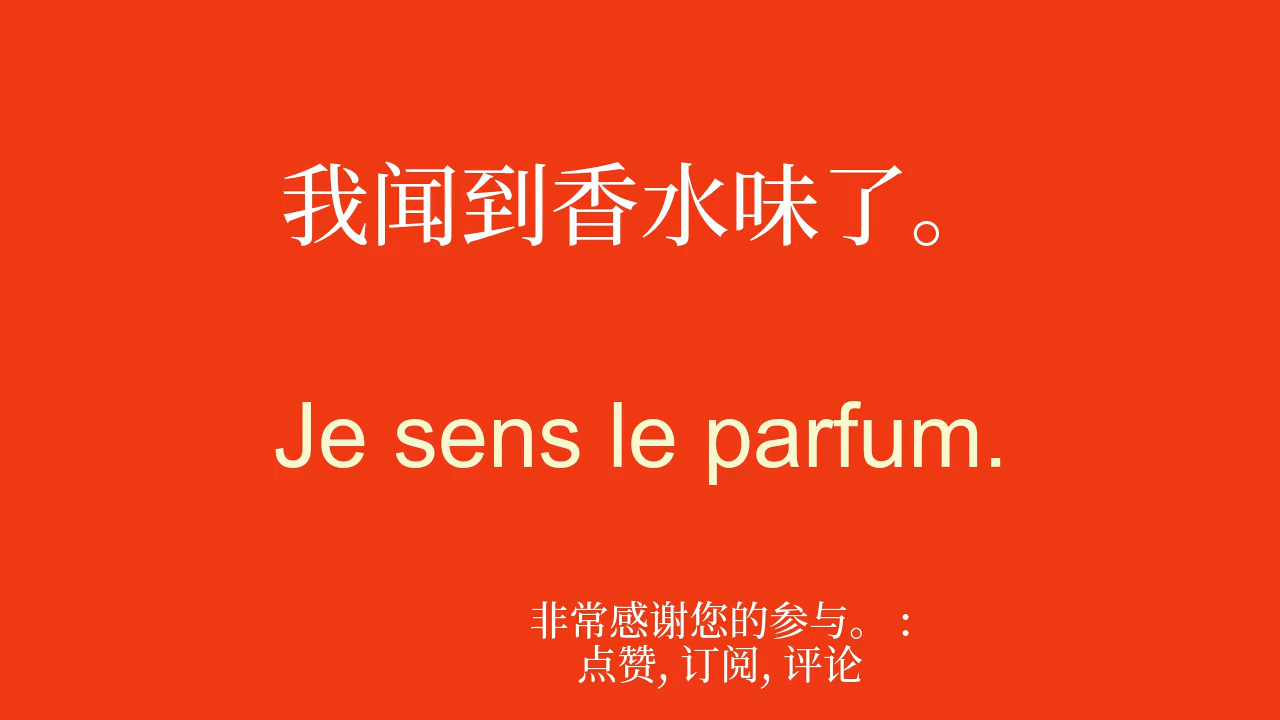 我闻到香水味了。
Je sens le parfum.
非常感谢您的参与。 :
点赞, 订阅, 评论